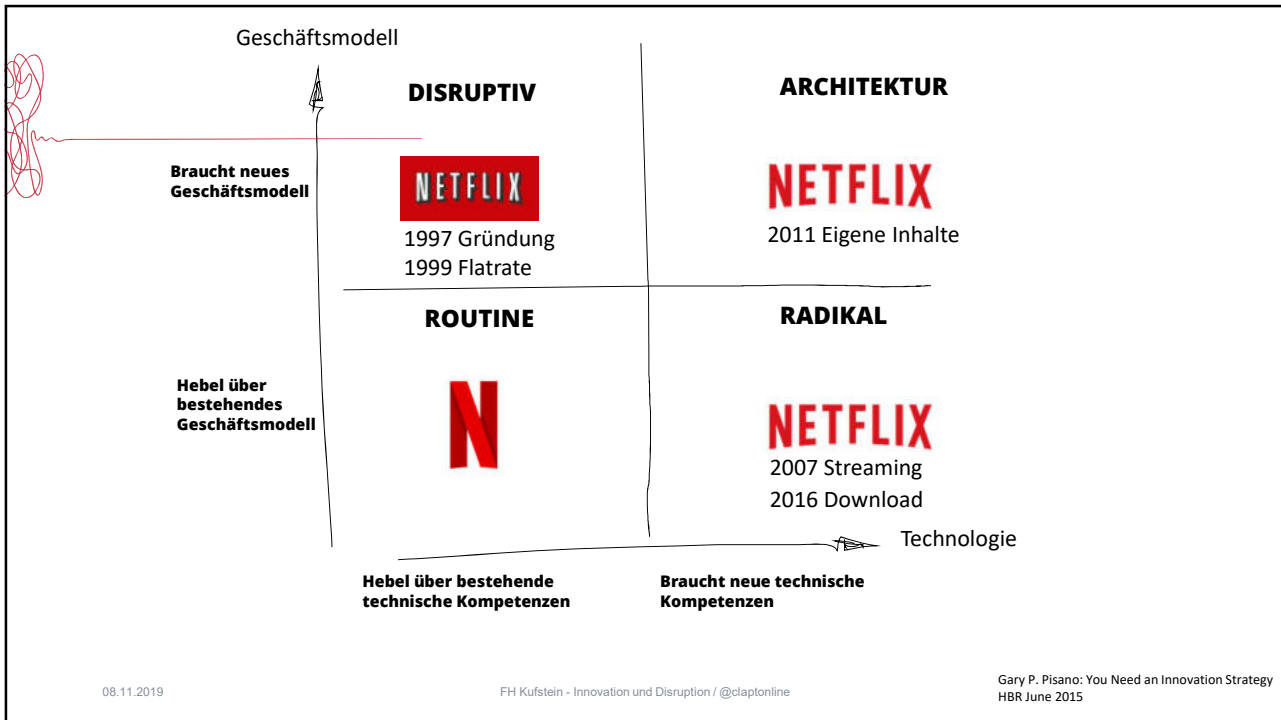 Geschäftsmodell
DISRUPTIV
ARCHITEKTUR
Braucht neues
Geschäftsmodell
NETFLIX
1997 Gründung
1999 Flatrate
NETFLIX
2011 Eigene Inhalte
ROUTINE
RADIKAL
Hebel über
bestehendes
Geschäftsmodell
N
NETFLIX
2007 Streaming
2016 Download
Technologie
Hebel über bestehende
technische Kompetenzen
Braucht neue technische
Kompetenzen
08.11.2019
FH Kufstein - Innovation und Disruption / @claptonline
Gary P. Pisano: You Need an Innovation Strategy
HBR June 2015